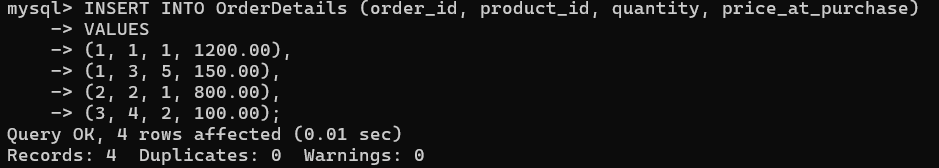 mysql> INSERT INTO OrderDetails (order_id, product_id, quantity, price_at_purchase)
    -> VALUES
    -> (1, 1, 1, 1200.00),
    -> (1, 3, 5, 150.00),
    -> (2, 2, 1, 800.00),
    -> (3, 4, 2, 100.00);
Query OK, 4 rows affected (0.01 sec)
Records: 4  Duplicates: 0  Warnings: 0